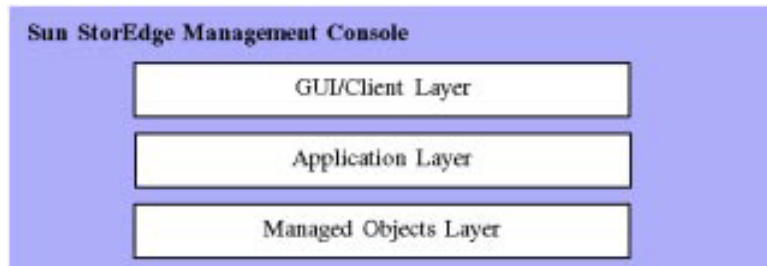 Sun StorEdge Management Console
GUI/Client Layer
Application Layer
Managed Objects Layer